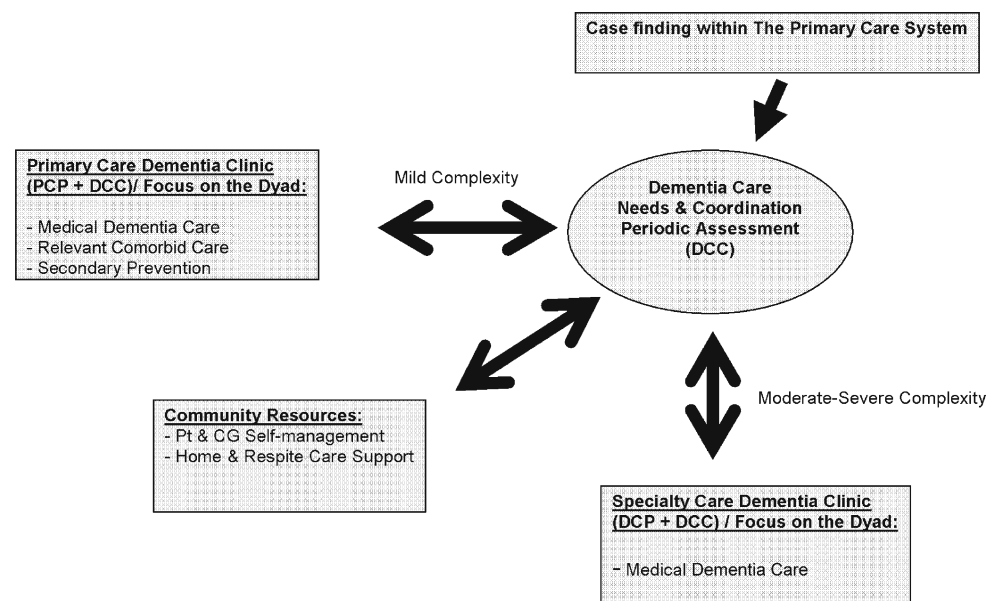 Case finding within The Primary Care System
Primary Care Dementia Clinic
(PCP + DCC)/ Focus on the Dyad:
- Medical Dementia Care
- Relevant Comorbid Care
- Secondary Prevention
Mild Complexity
Dementia Care
Needs & Coordination
Periodic Assessment
(DCC)
Community Resources:
- Pt & CG Self-management
- Home & Respite Care Support
Moderate-Severe Complexity
Specialty Care Dementia Clinic
(DCP + DCC) / Focus on the Dyad:
- Medical Dementia Care